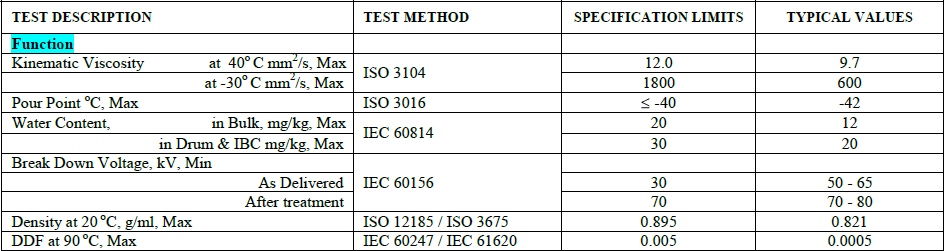 TEST DESCRIPTION TEST METHOD SPECIFICATION LIMITS TYPICAL VALUES
Function
Kinematic Viscosity at 40°C mm²/s, Max ISO 3104 12.0 9.7
at -30°C mm²/s, Max 1800 600
Pour Point °C, Max ISO 3016 ≤ -40 -42
Water Content, in Bulk, mg/kg, Max IEC 60814 20 12
in Drum & IBC mg/kg, Max 30 20
Break Down Voltage, kV, Min IEC 60156
As Delivered 30 50 - 65
After treatment 70 70 - 80
Density at 20°C, g/ml, Max ISO 12185 / ISO 3675 0.895 0.821
DDF at 90°C, Max IEC 60247 / IEC 61620 0.005 0.0005